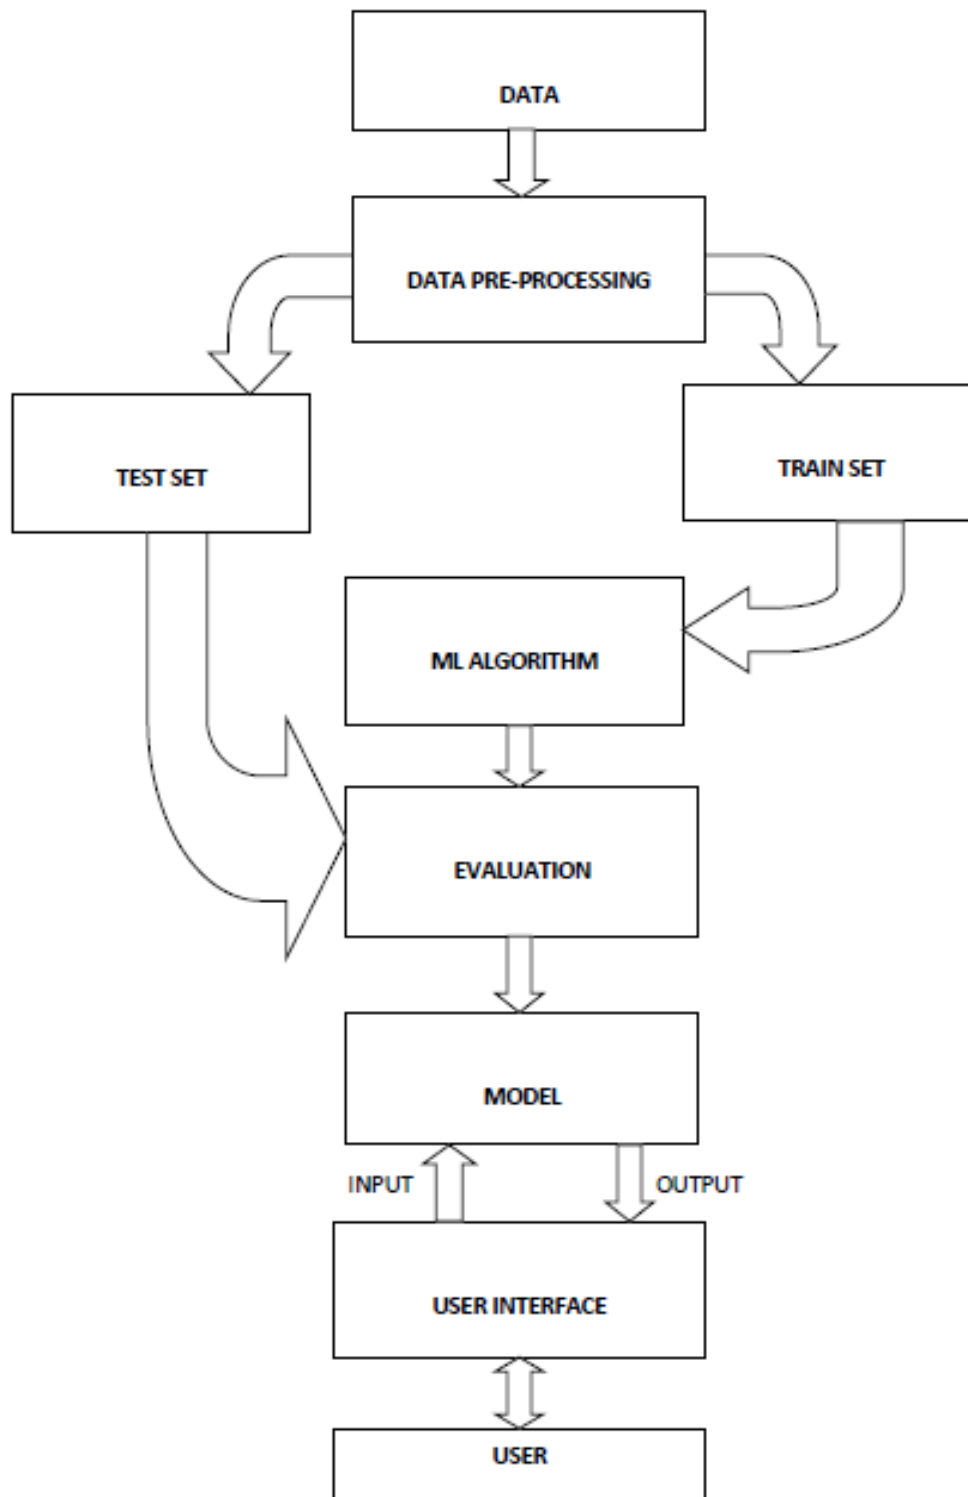 DATA
DATA PRE-PROCESSING
TEST SET
TRAIN SET
ML ALGORITHM
EVALUATION
MODEL
INPUT
OUTPUT
USER INTERFACE
USER